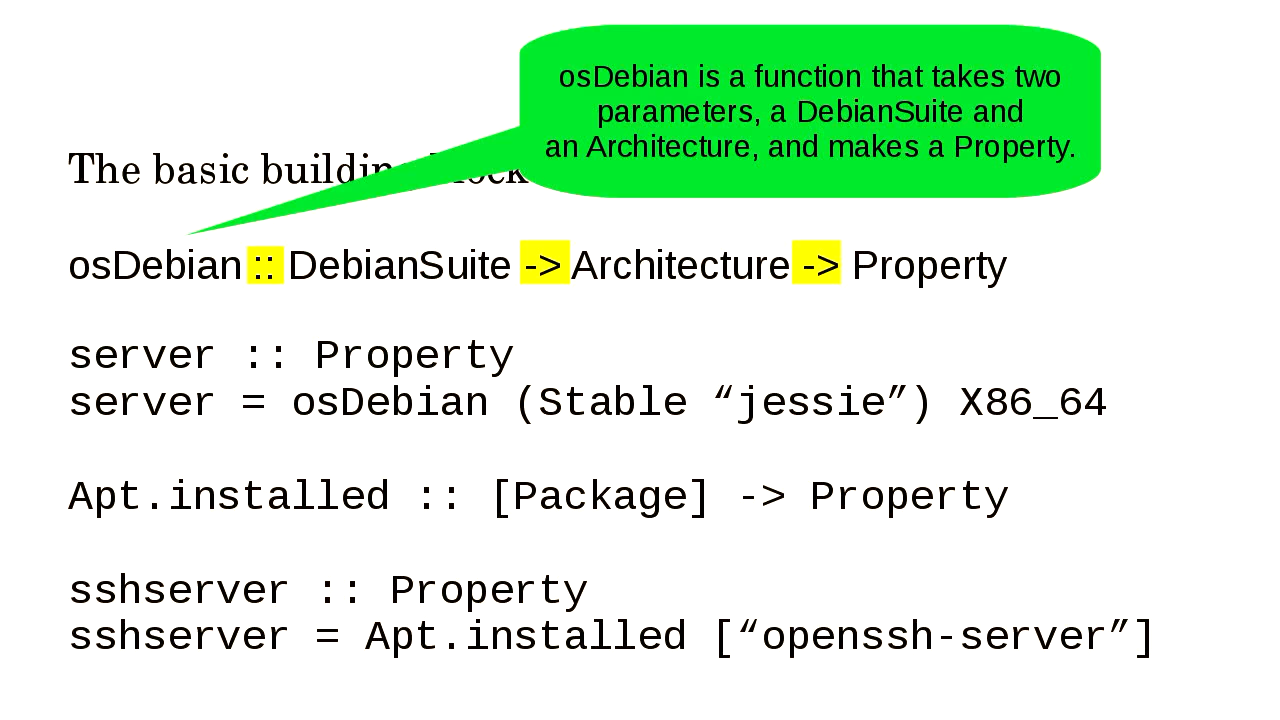 osDebian is a function that takes two
parameters, a DebianSuite and
an Architecture, and makes a Property.
The basic building
osDebian :: DebianSuite -> Architecture -> Property
server :: Property
server = osDebian (Stable “jessie”) X86_64
Apt.installed :: [Package] -> Property
sshserver :: Property
sshserver = Apt.installed [“openssh-server”]